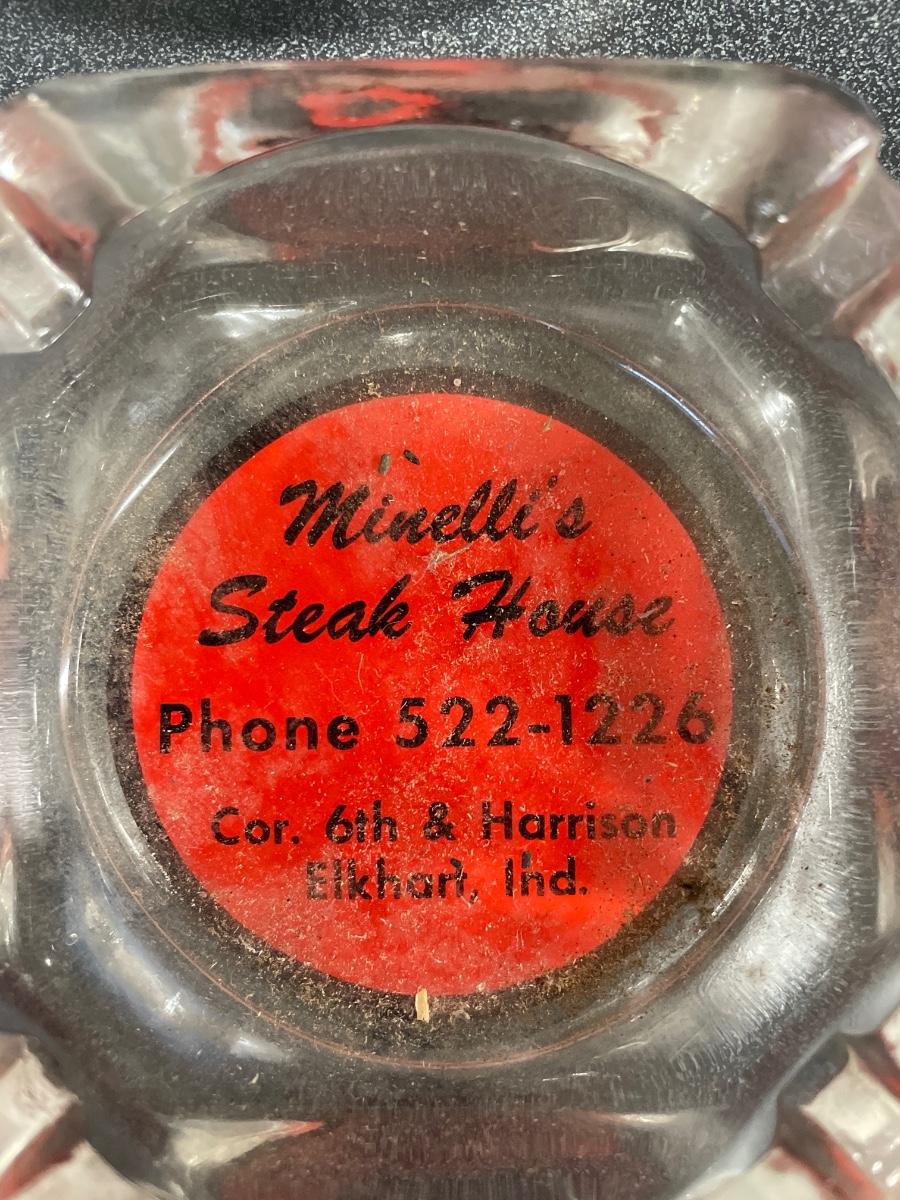 Minelli's
Steak House
Phone 522-1226
Cor. 6th & Harrison
Elkhart, Ind.